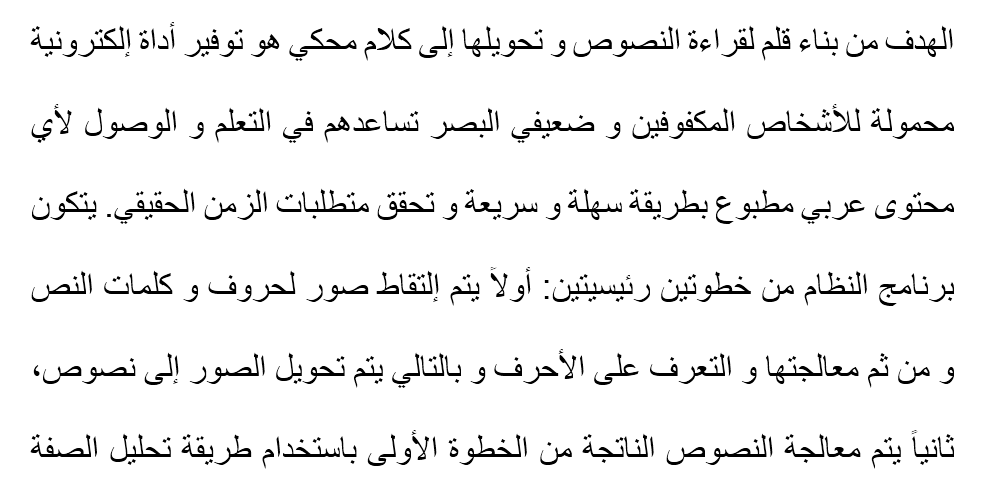 الهدف من بناء قلم لقراءة النصوص و تحويلها إلى كلام محكي هو توفير أداة إلكترونية
محمولة للأشخاص المكفوفين و ضعيفي البصر تساعدهم في التعلم و الوصول لأي
محتوى عربي مطبوع بطريقة سهلة و سريعة و تحقق متطلبات الزمن الحقيقي. يتكون
برنامج النظام من خطوتين رئيسيتين: أولاً يتم إلتقاط صور لحروف و كلمات النص
و من ثم معالجتها و التعرف على الأحرف و بالتالي يتم تحويل الصور إلى نصوص،
ثانياً يتم معالجة النصوص الناتجة من الخطوة الأولى باستخدام طريقة تحليل الصفة